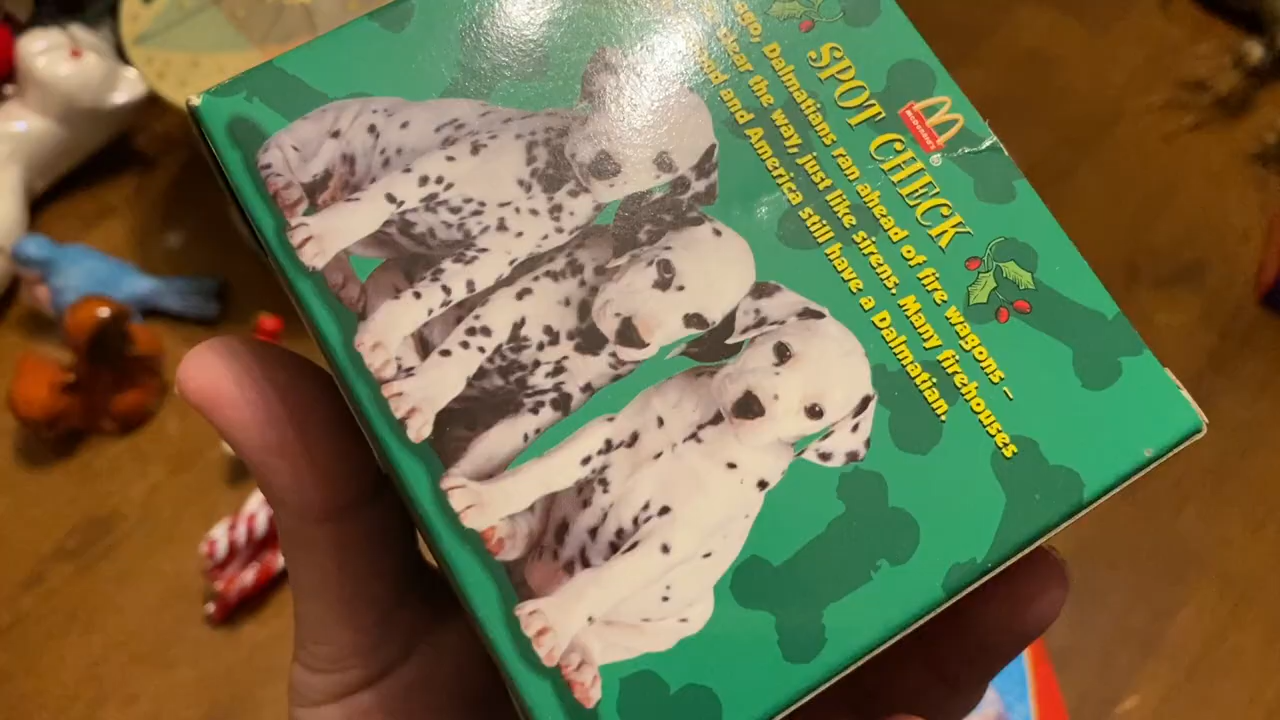 McDONALD'S
SPOT CHECK
ago, Dalmatians ran ahead of fire wagons –
clear the way, just like sirens. Many firehouses
and America still have a Dalmatian.